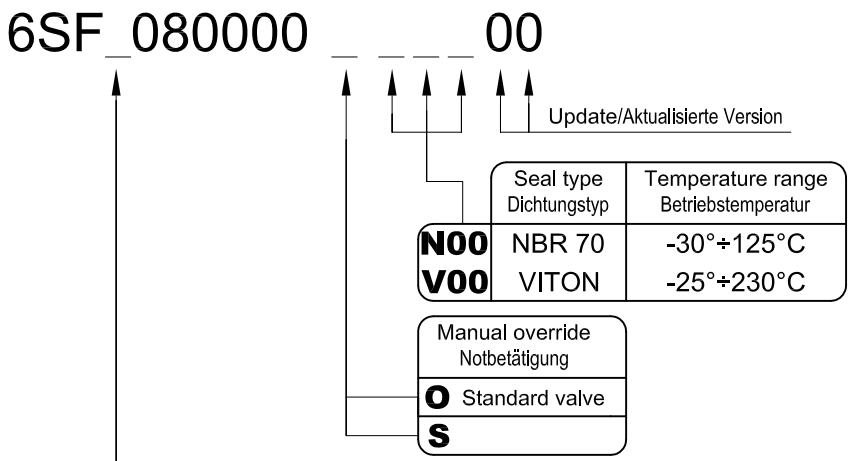 6SF_080000 _ _ _ _ 00
Update/Aktualisierte Version
Seal type Temperature range
Dichtungstyp Betriebstemperatur
N00 NBR 70 -30°÷125°C
V00 VITON -25°÷230°C
Manual override
Notbetätigung
O Standard valve
S